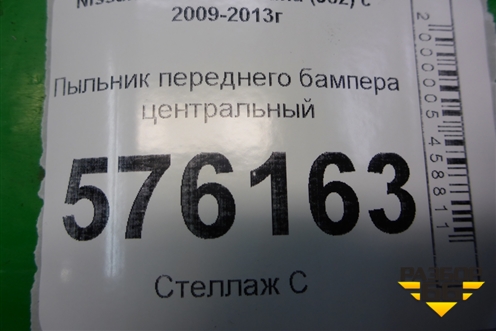 2009-2013г
Пыльник переднего бампера
центральный
576163
Стеллаж С
2000005458811